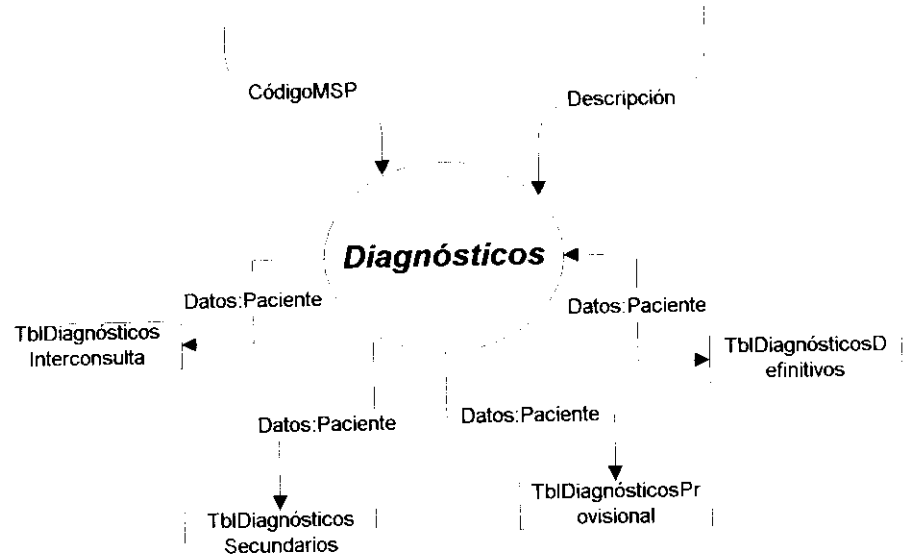 CódigoMSP
Descripción
Diagnósticos
Datos:Paciente
Datos:Paciente
TblDiagnósticos
Interconsulta
TblDiagnósticosD
efinitivos
Datos:Paciente
Datos:Paciente
TblDiagnósticos
Secundarios
TblDiagnósticosPr
ovisional